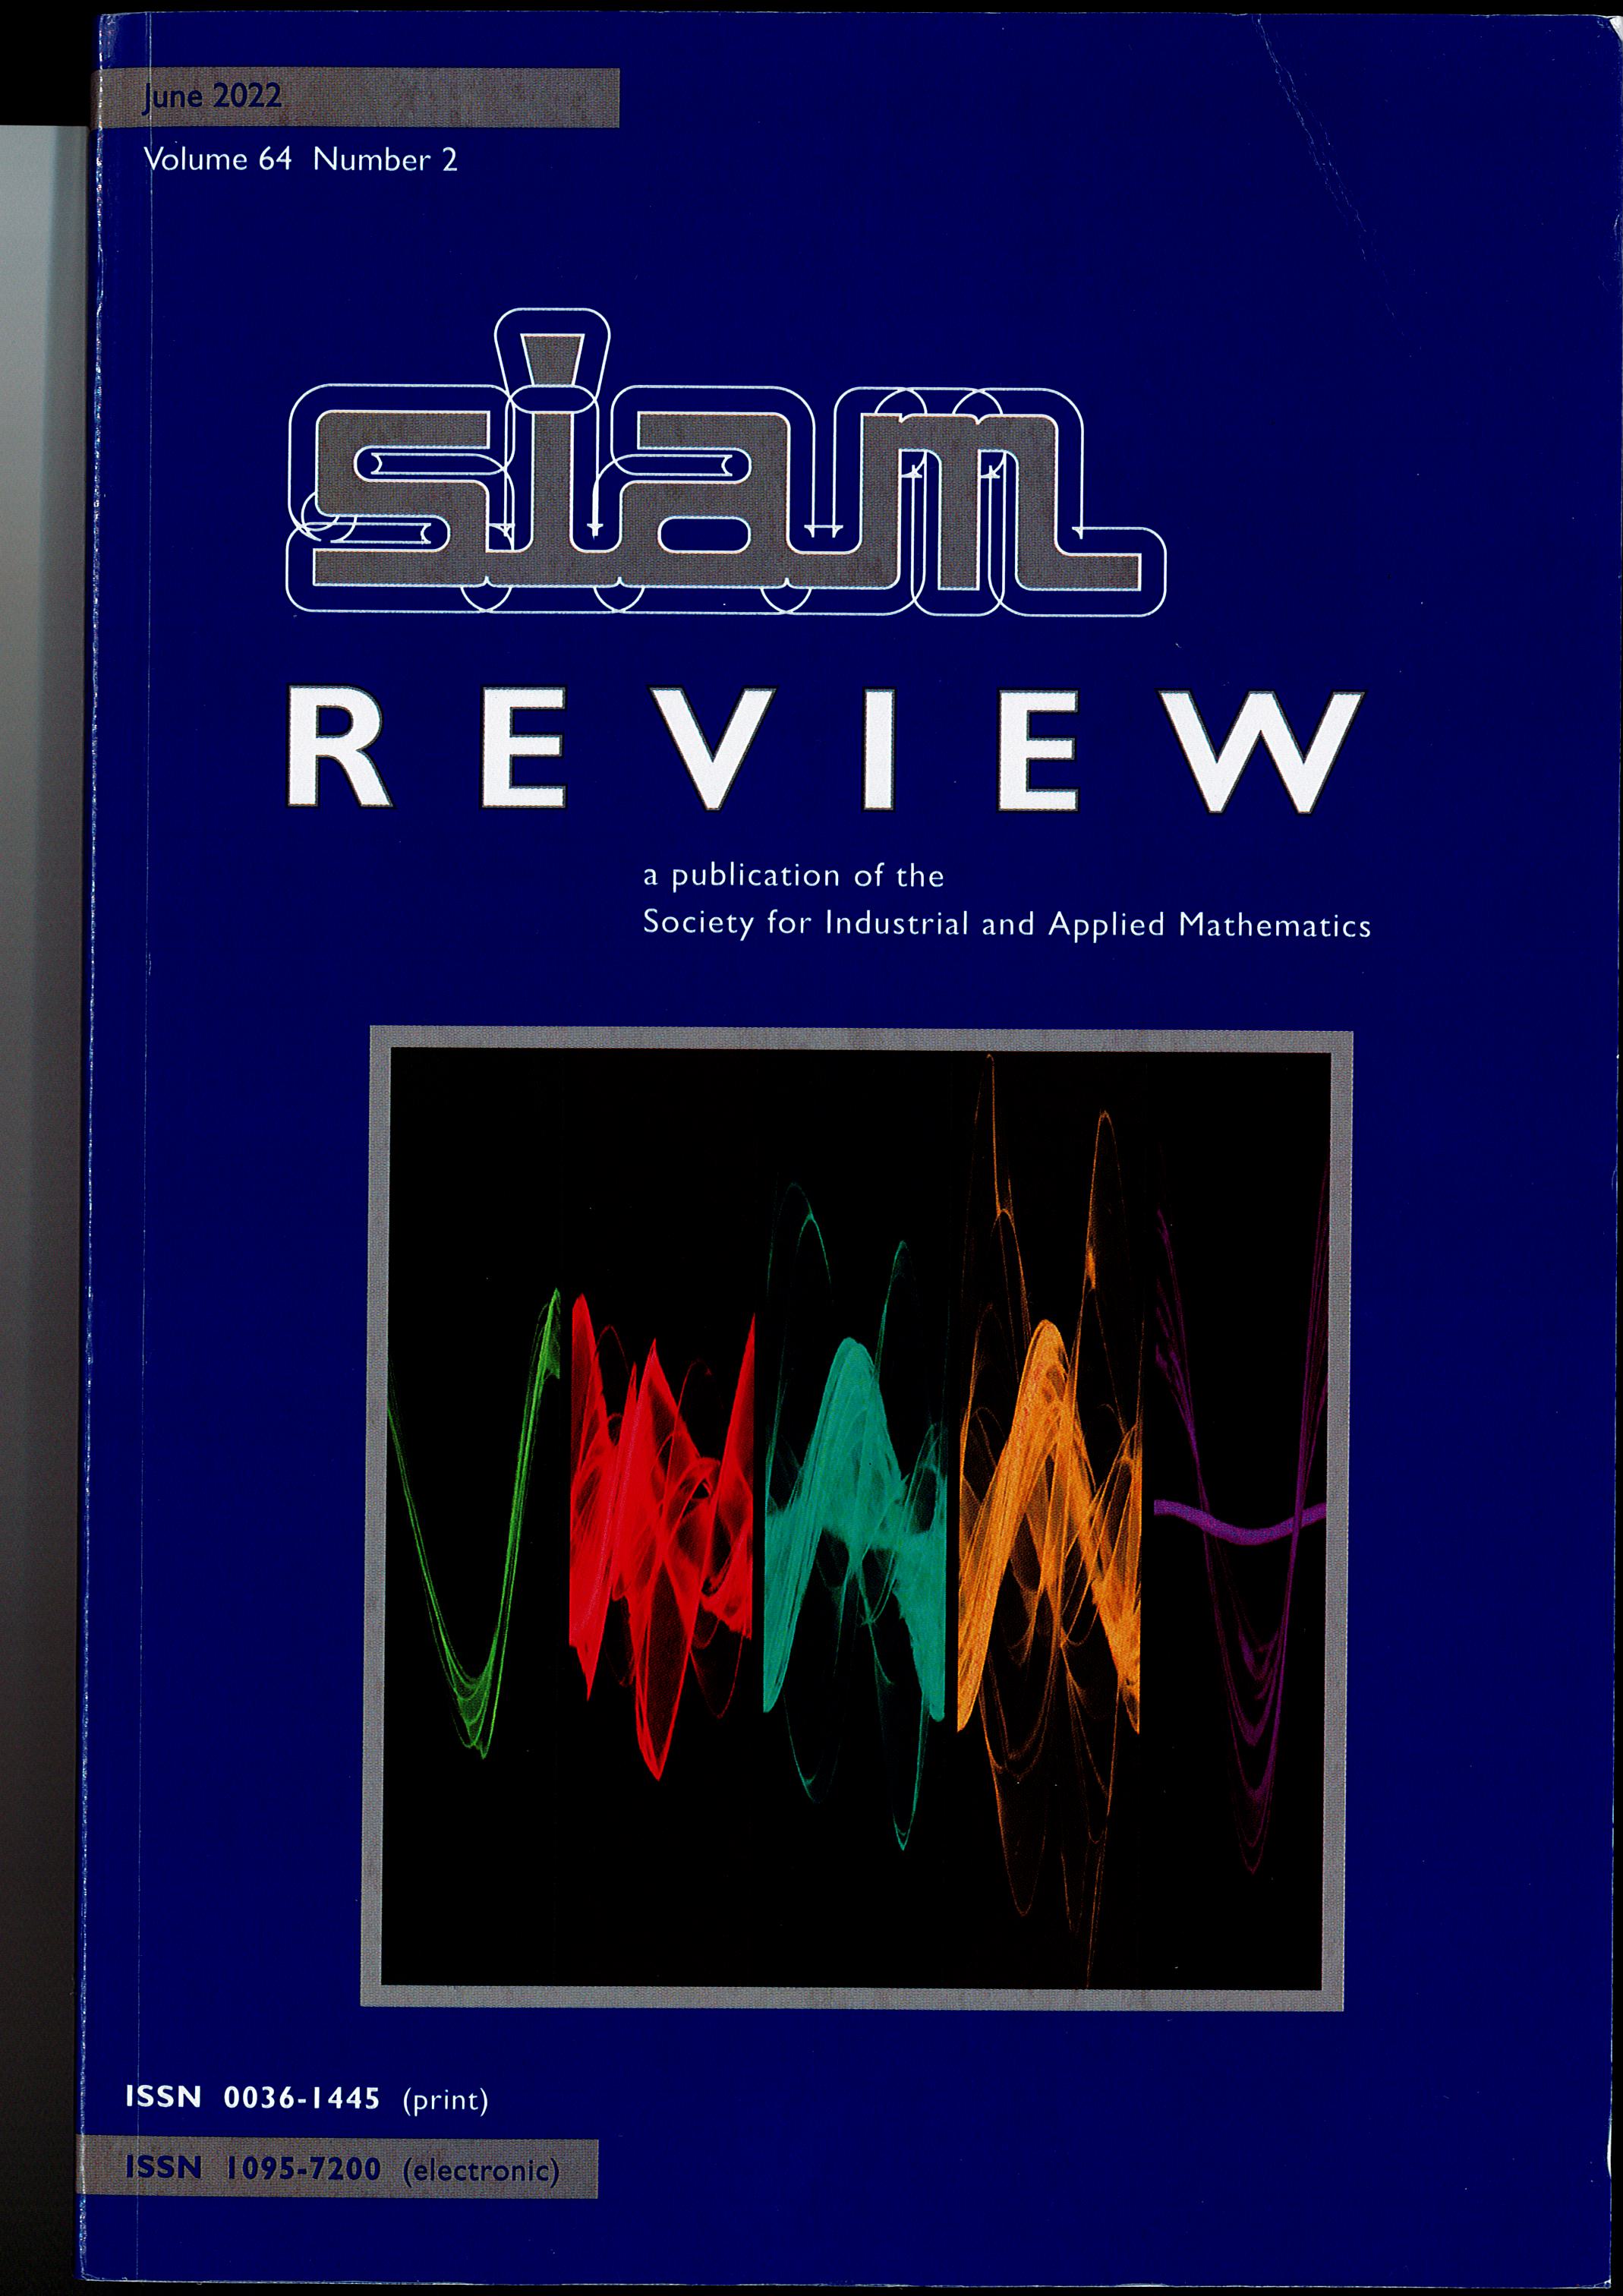 June 2022
Volume 64 Number 2
siam
REVIEW
a publication of the
Society for Industrial and Applied Mathematics
ISSN 0036-1445 (print)
ISSN 1095-7200 (electronic)